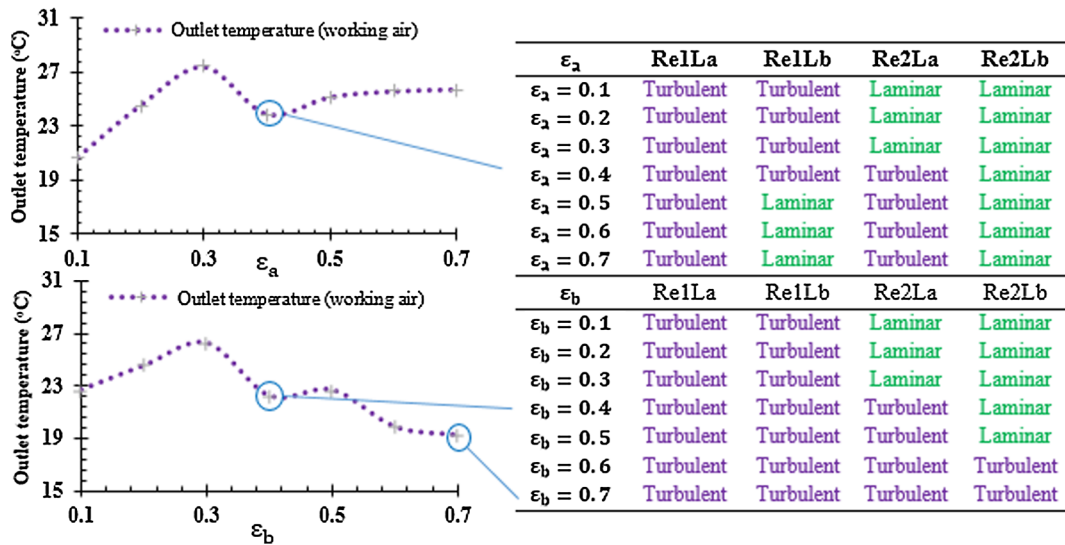 31
27
23
19
15
Outlet temperature (°C)
Outlet temperature (working air)
0.1 0.3 0.5 0.7
εa
31
27
23
19
15
Outlet temperature (°C)
Outlet temperature (working air)
0.1 0.3 0.5 0.7
εb
εa Re1La Re1Lb Re2La Re2Lb
εa = 0.1 Turbulent Turbulent Laminar Laminar
εa = 0.2 Turbulent Turbulent Laminar Laminar
εa = 0.3 Turbulent Turbulent Laminar Laminar
εa = 0.4 Turbulent Turbulent Turbulent Laminar
εa = 0.5 Turbulent Laminar Turbulent Laminar
εa = 0.6 Turbulent Laminar Turbulent Laminar
εa = 0.7 Turbulent Laminar Turbulent Laminar
εb Re1La Re1Lb Re2La Re2Lb
εb = 0.1 Turbulent Turbulent Laminar Laminar
εb = 0.2 Turbulent Turbulent Laminar Laminar
εb = 0.3 Turbulent Turbulent Laminar Laminar
εb = 0.4 Turbulent Turbulent Turbulent Laminar
εb = 0.5 Turbulent Turbulent Turbulent Laminar
εb = 0.6 Turbulent Turbulent Turbulent Turbulent
εb = 0.7 Turbulent Turbulent Turbulent Turbulent